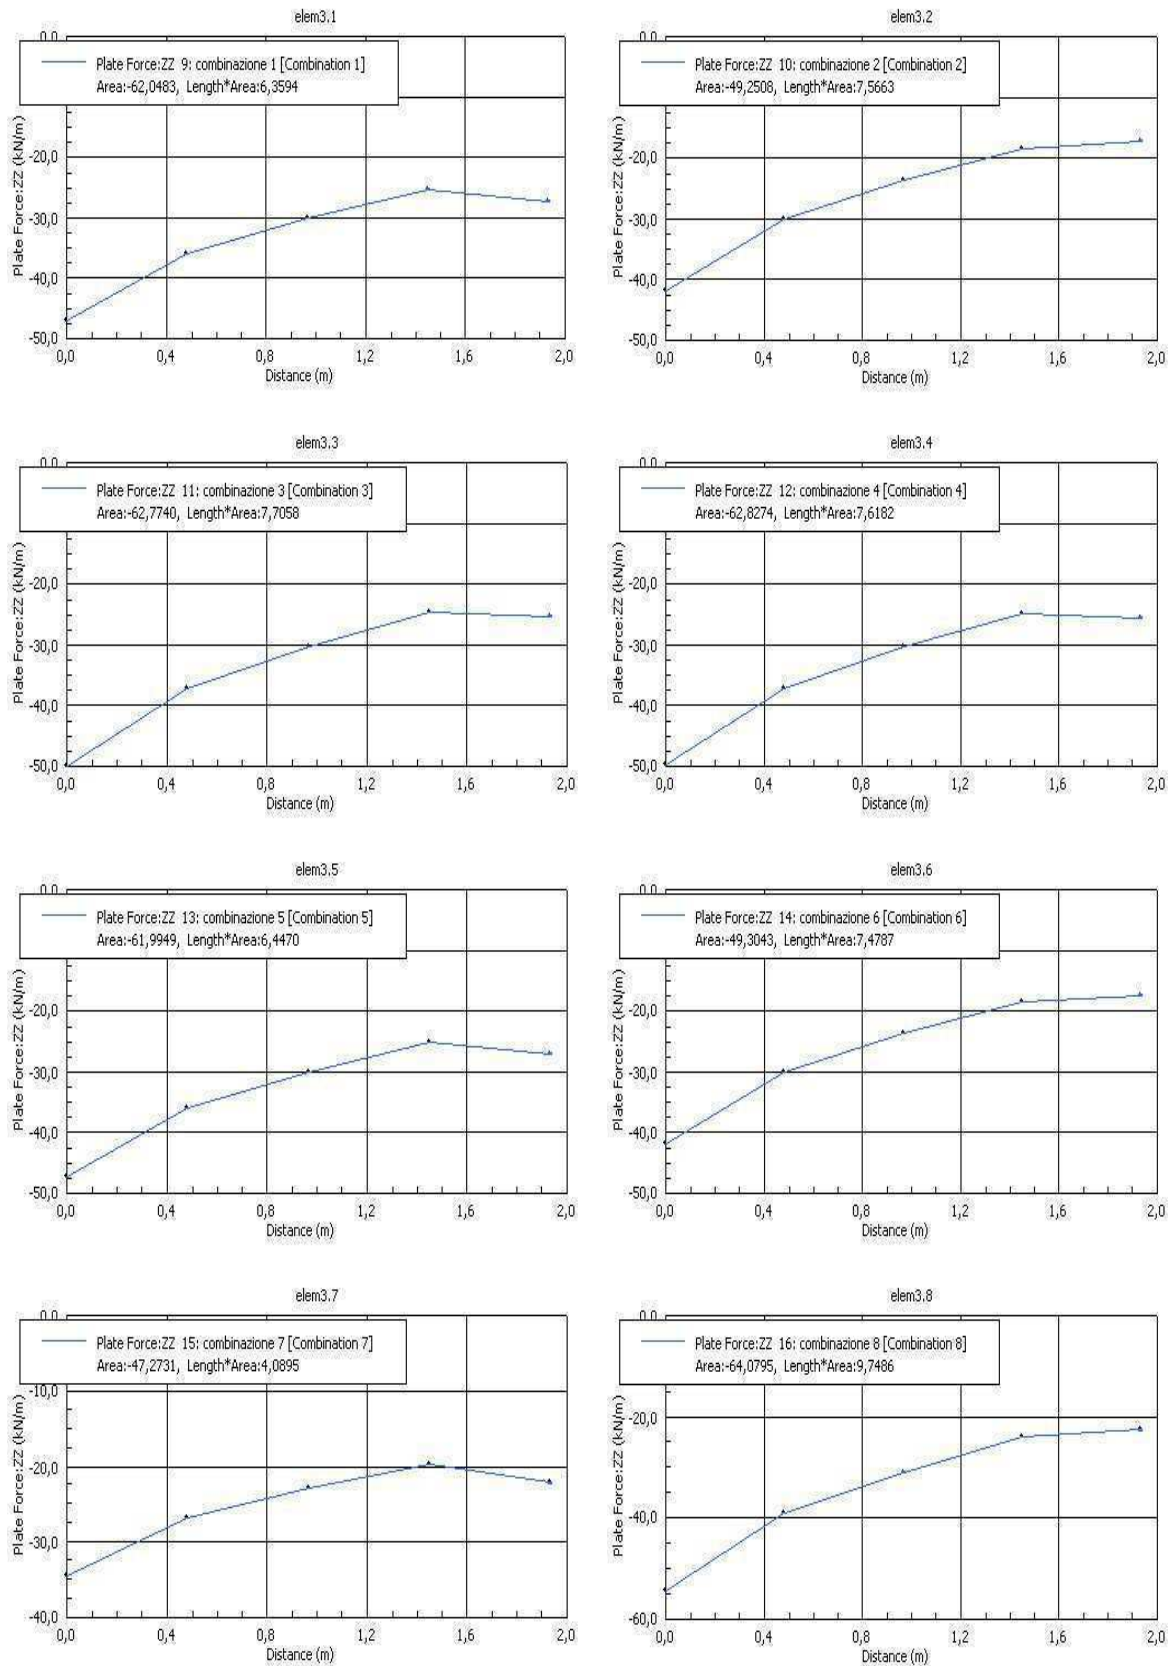 elem3.1
0.0
Plate Force:ZZ 9: combinazione 1 [Combination 1]
Area:-62,0483, Length*Area:6,3594
Plate Force:ZZ (kN/m)
-20,0
-30,0
-40,0
-50,0
0,0 0,4 0,8 1,2 1,6 2,0
Distance (m)
elem3.2
0.0
Plate Force:ZZ 10: combinazione 2 [Combination 2]
Area:-49,2508, Length*Area:7,5663
Plate Force:ZZ (kN/m)
-20,0
-30,0
-40,0
-50,0
0,0 0,4 0,8 1,2 1,6 2,0
Distance (m)
elem3.3
0.0
Plate Force:ZZ 11: combinazione 3 [Combination 3]
Area:-62,7740, Length*Area:7,7058
Plate Force:ZZ (kN/m)
-20,0
-30,0
-40,0
-50,0
0,0 0,4 0,8 1,2 1,6 2,0
Distance (m)
elem3.4
0.0
Plate Force:ZZ 12: combinazione 4 [Combination 4]
Area:-62,8274, Length*Area:7,6182
Plate Force:ZZ (kN/m)
-20,0
-30,0
-40,0
-50,0
0,0 0,4 0,8 1,2 1,6 2,0
Distance (m)
elem3.5
0.0
Plate Force:ZZ 13: combinazione 5 [Combination 5]
Area:-61,9949, Length*Area:6,4470
Plate Force:ZZ (kN/m)
-20,0
-30,0
-40,0
-50,0
0,0 0,4 0,8 1,2 1,6 2,0
Distance (m)
elem3.6
0.0
Plate Force:ZZ 14: combinazione 6 [Combination 6]
Area:-49,3043, Length*Area:7,4787
Plate Force:ZZ (kN/m)
-20,0
-30,0
-40,0
-50,0
0,0 0,4 0,8 1,2 1,6 2,0
Distance (m)
elem3.7
0.0
Plate Force:ZZ 15: combinazione 7 [Combination 7]
Area:-47,2731, Length*Area:4,0895
Plate Force:ZZ (kN/m)
-10,0
-20,0
-30,0
-40,0
0,0 0,4 0,8 1,2 1,6 2,0
Distance (m)
elem3.8
0.0
Plate Force:ZZ 16: combinazione 8 [Combination 8]
Area:-64,0795, Length*Area:9,7486
Plate Force:ZZ (kN/m)
-20,0
-40,0
-60,0
0,0 0,4 0,8 1,2 1,6 2,0
Distance (m)